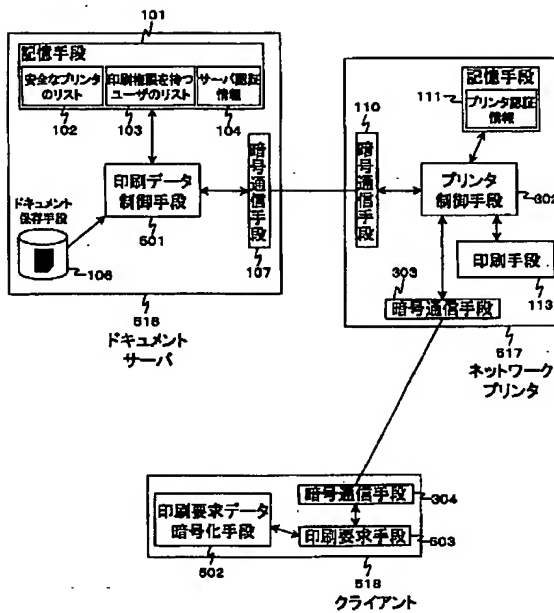 101
記憶手段
安全なプリンタ
のリスト
印刷権限を持つ
ユーザのリスト
サーバ認証
情報
102
103
104
印刷データ
制御手段
501
暗号通信手段
107
ドキュメント
保存手段
106
516
ドキュメント
サーバ
記憶手段
プリンタ認証
情報
111
110
暗号通信手段
プリンタ
制御手段
302
印刷手段
113
303
暗号通信手段
517
ネットワーク
プリンタ
暗号通信手段
304
印刷要求データ
暗号化手段
502
印刷要求手段
503
518
クライアント